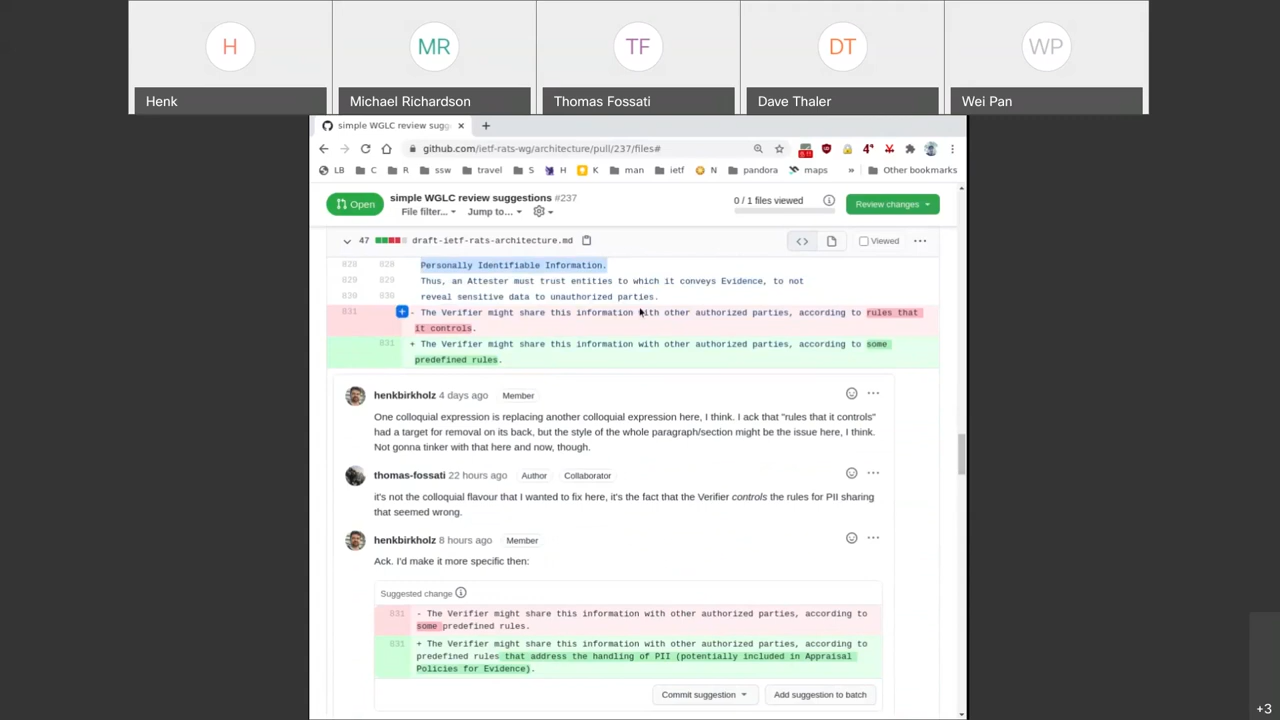 H
MR
TF
DT
WP
Henk
Michael Richardson
Thomas Fossati
Dave Thaler
Wei Pan
simple WGLC review sugg
github.com/ietf-rats-wg/architecture/pull/237/files#
LB C R ssw travel S H K man ietf N pandora maps » Other bookmarks
Open
simple WGLC review suggestions #237
File filter... Jump to...
0 / 1 files viewed
Review changes
47 draft-ietf-rats-architecture.md
Viewed
828 828 Personally Identifiable Information.
829 829 Thus, an Attester must trust entities to which it conveys Evidence, to not
830 830 reveal sensitive data to unauthorized parties.
831 - The Verifier might share this information with other authorized parties, according to rules that
it controls.
831 + The Verifier might share this information with other authorized parties, according to some
predefined rules.
henkbirkholz 4 days ago Member
One colloquial expression is replacing another colloquial expression here, I think. I ack that "rules that it controls"
had a target for removal on its back, but the style of the whole paragraph/section might be the issue here, I think.
Not gonna tinker with that here and now, though.
thomas-fossati 22 hours ago Author Collaborator
it's not the colloquial flavour that I wanted to fix here, it's the fact that the Verifier controls the rules for PII sharing
that seemed wrong.
henkbirkholz 8 hours ago Member
Ack. I'd make it more specific then:
Suggested change
831 - The Verifier might share this information with other authorized parties, according to
some predefined rules.
831 + The Verifier might share this information with other authorized parties, according to
predefined rules that address the handling of PII (potentially included in Appraisal
Policies for Evidence).
Commit suggestion Add suggestion to batch
+3